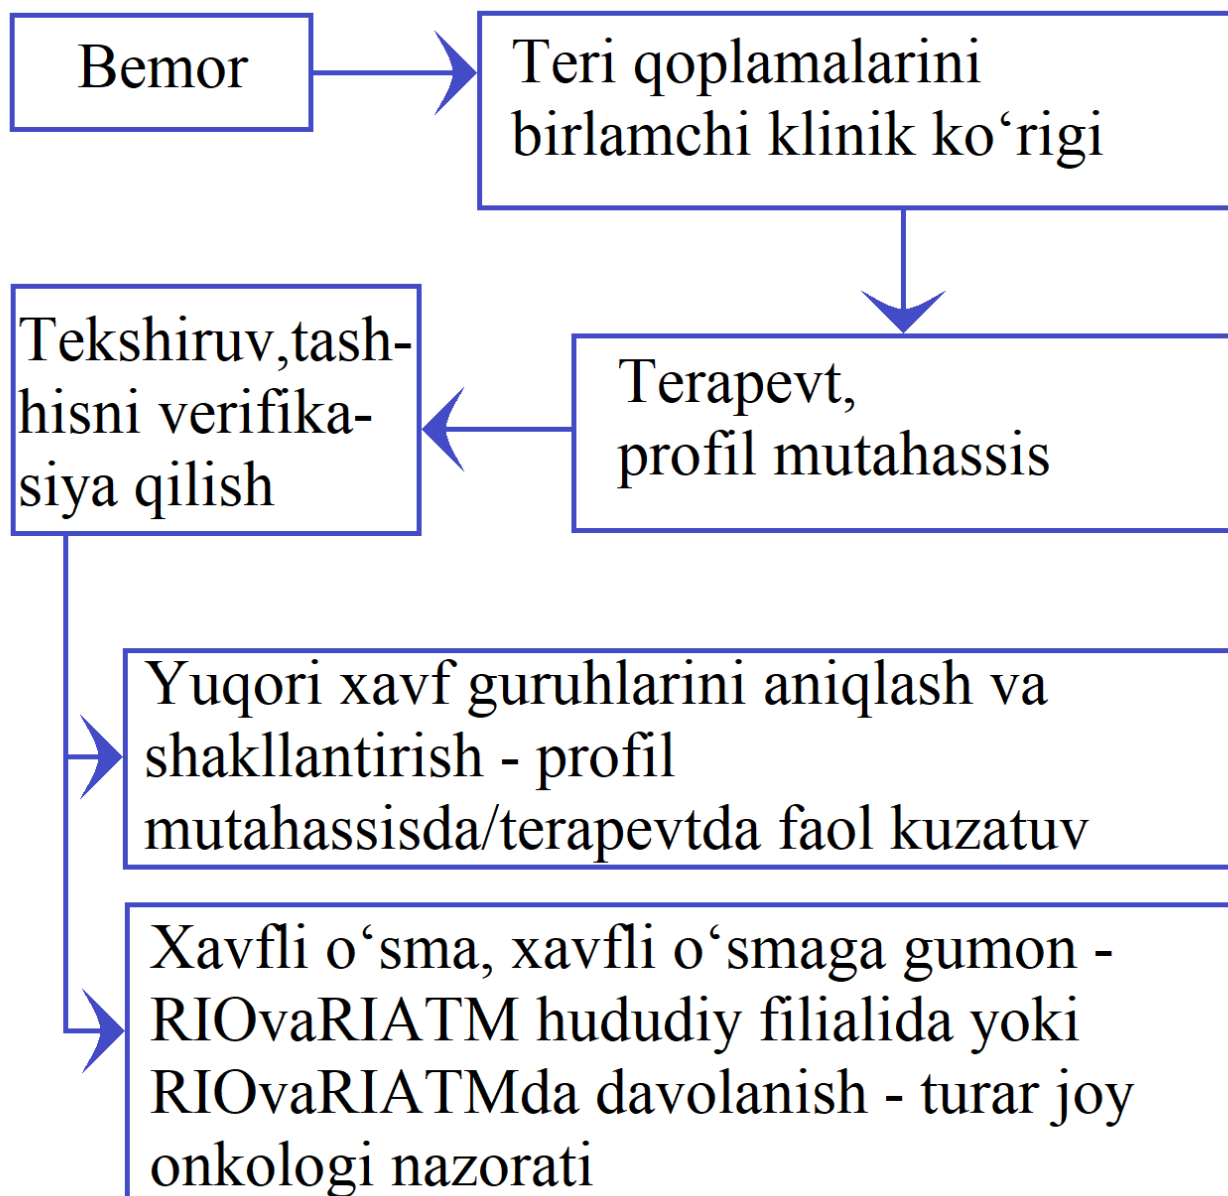 Bemor
Teri qoplamalarini
birlamchi klinik ko‘rigi
Terapevt,
profil mutahassis
Tekshiruv,tash-
hisni verifika-
siya qilish
Yuqori xavf guruhlarini aniqlash va
shakllantirish - profil
mutahassisda/terapevtda faol kuzatuv
Xavfli o‘sma, xavfli o‘smaga gumon -
RIOvaRIATM hududiy filialida yoki
RIOvaRIATMda davolanish - turar joy
onkologi nazorati